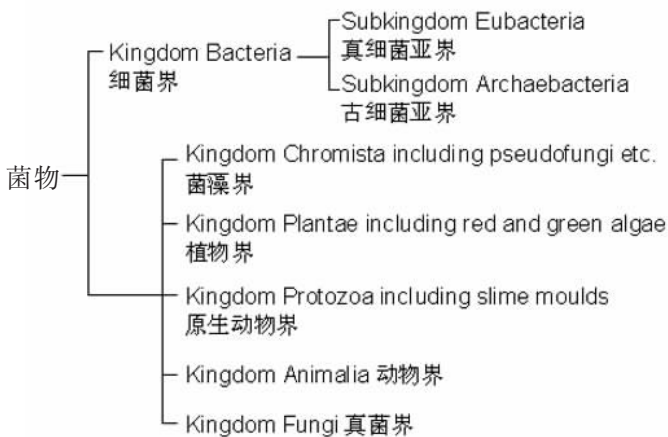 Subkingdom Eubacteria
Kingdom Bacteria
真细菌亚界
细菌界
Subkingdom Archaebacteria
古细菌亚界
Kingdom Chromista including pseudofungi etc.
菌藻界
菌物
Kingdom Plantae including red and green algae
植物界
Kingdom Protozoa including slime moulds
原生动物界
Kingdom Animalia 动物界
Kingdom Fungi 真菌界